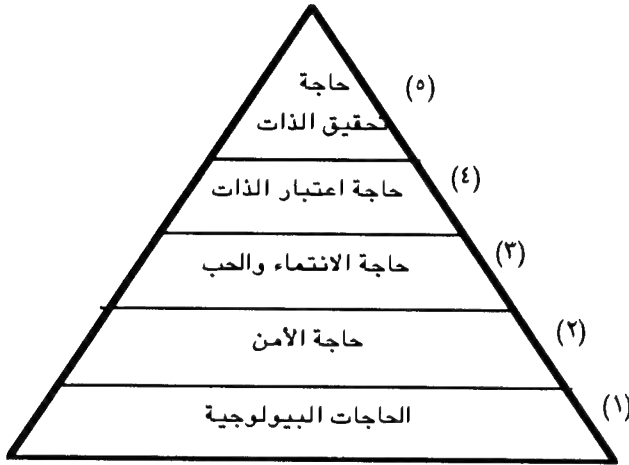 حاجة
تحقيق الذات (٥)
حاجة اعتبار الذات (٤)
حاجة الانتماء والحب (٣)
حاجة الأمن (٢)
الحاجات البيولوجية (١)